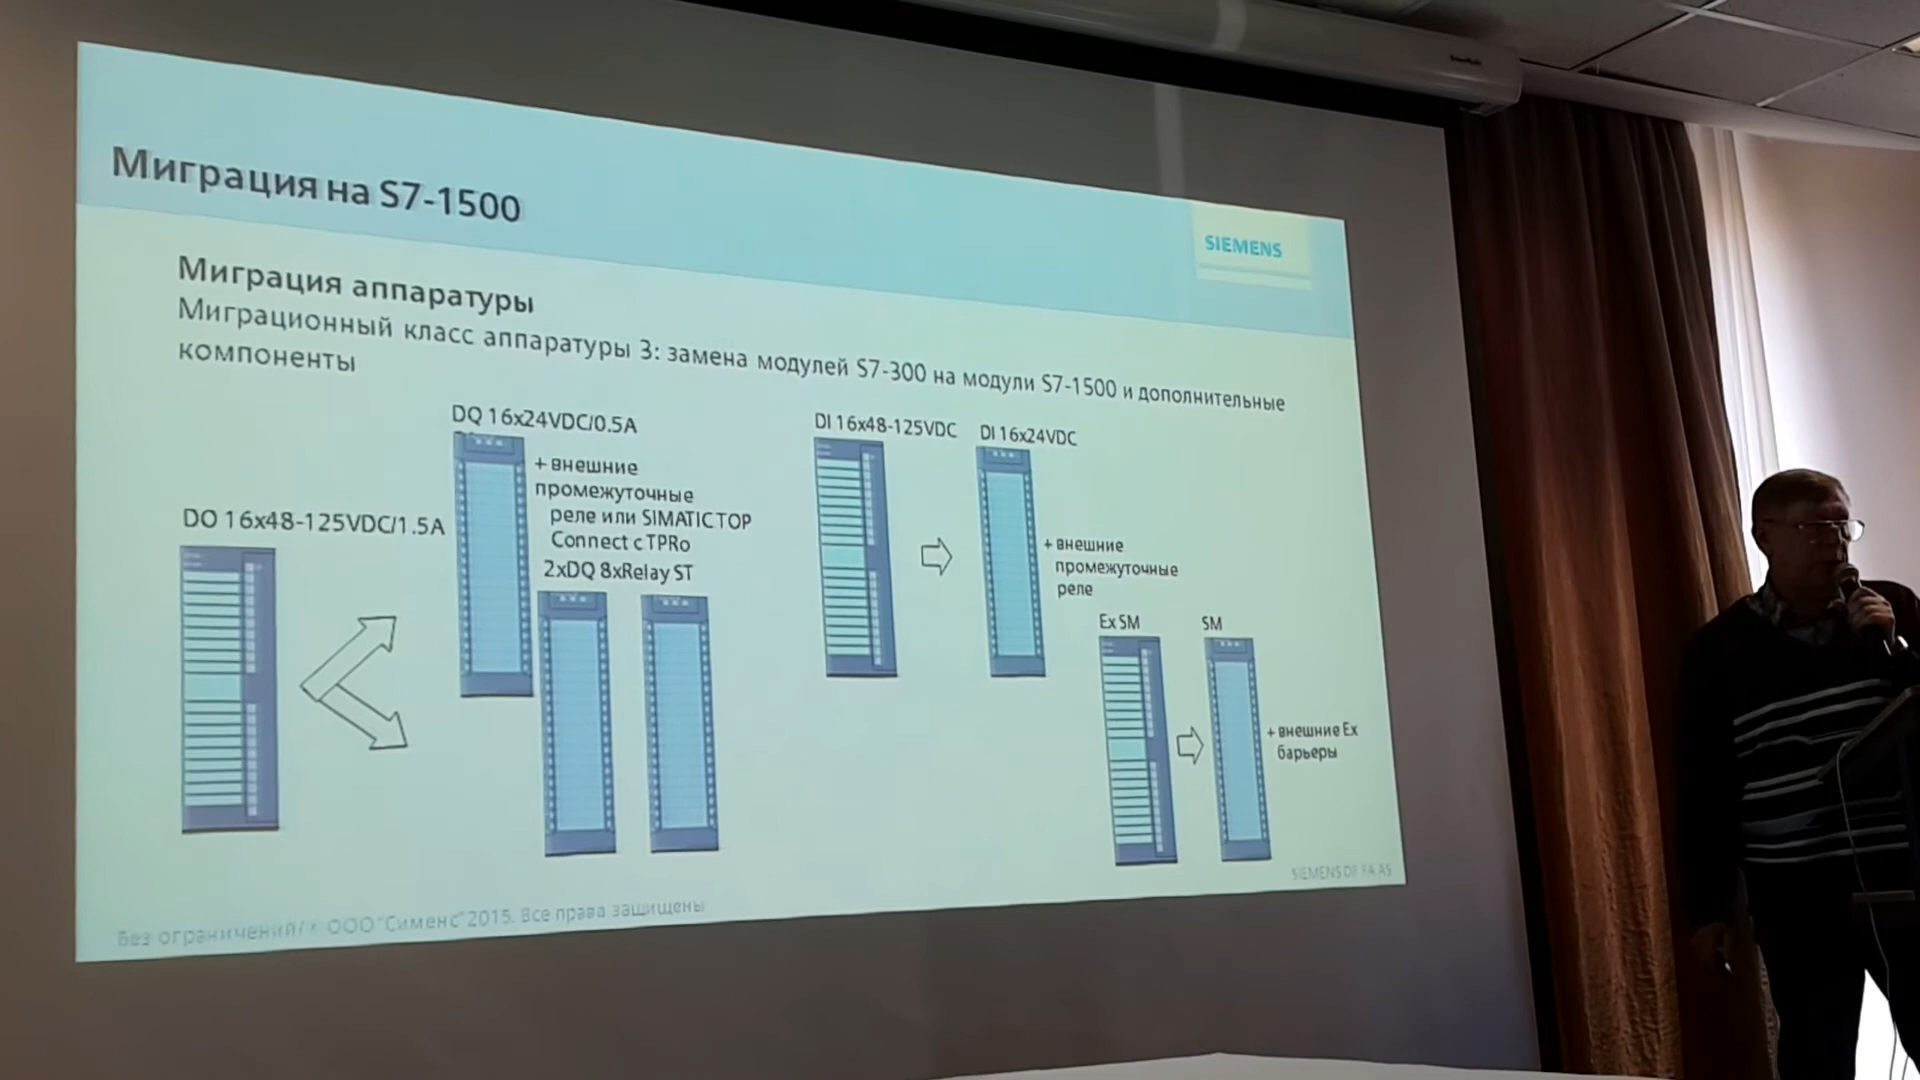 Миграция на S7-1500
SIEMENS
Миграция аппаратуры
Миграционный класс аппаратуры 3: замена модулей S7-300 на модули S7-1500 и дополнительные
компоненты
DO 16x48-125VDC/1.5A
DQ 16x24VDC/0.5A
+ внешние
промежуточные
реле или SIMATIC TOP
Connect с TPRo
2xDQ 8xRelay ST
DI 16x48-125VDC
DI 16x24VDC
+ внешние
промежуточные
реле
Ex SM
SM
+ внешние Ex
барьеры
SIEMENS DF FA AS
Без ограничений/ © ООО "Сименс" 2015. Все права защищены